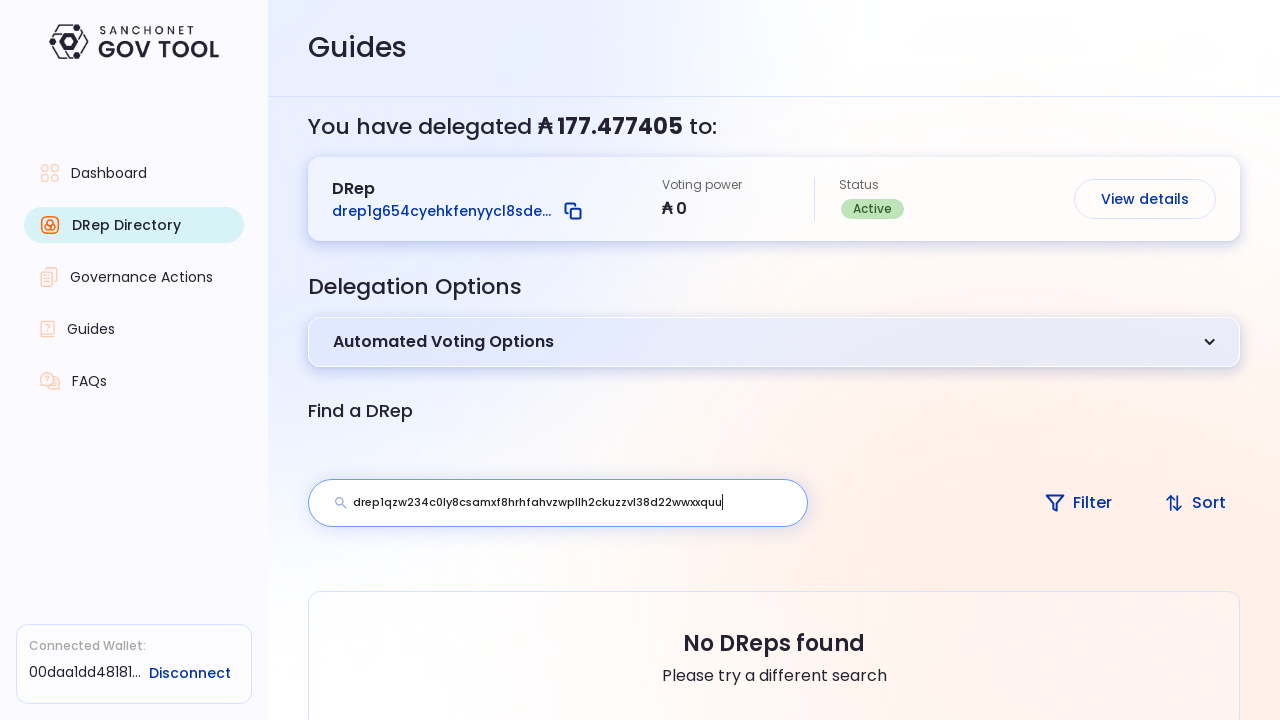 SANCHONET
GOV TOOL
Dashboard
DRep Directory
Governance Actions
Guides
FAQs
Connected Wallet:
00daa1dd48181... Disconnect
Guides
You have delegated ₳ 177.477405 to:
DRep
drep1g654cyehkfenyycl8sde...
Voting power
₳ 0
Status
Active
View details
Delegation Options
Automated Voting Options
Find a DRep
drep1qzw234c0ly8csamxf8hrhfahvzwpllh2ckuzzvl38d22wwxxquu
Filter
Sort
No DReps found
Please try a different search